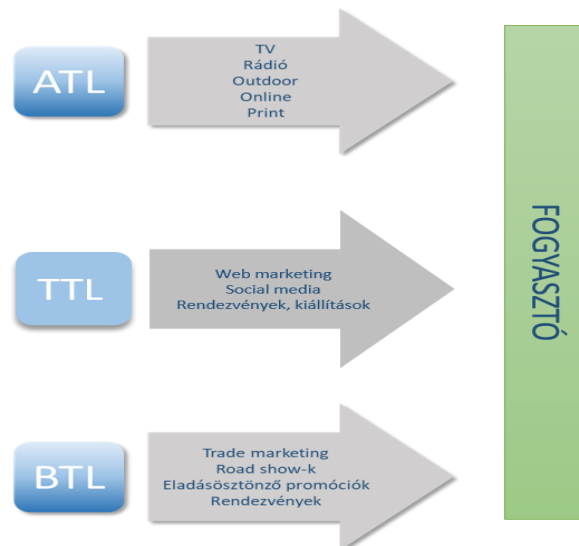 ATL
TV
Rádió
Outdoor
Online
Print
TTL
Web marketing
Social media
Rendezvények, kiállítások
BTL
Trade marketing
Road show-k
Eladásösztönző promóciók
Rendezvények
FOGYASZTÓ